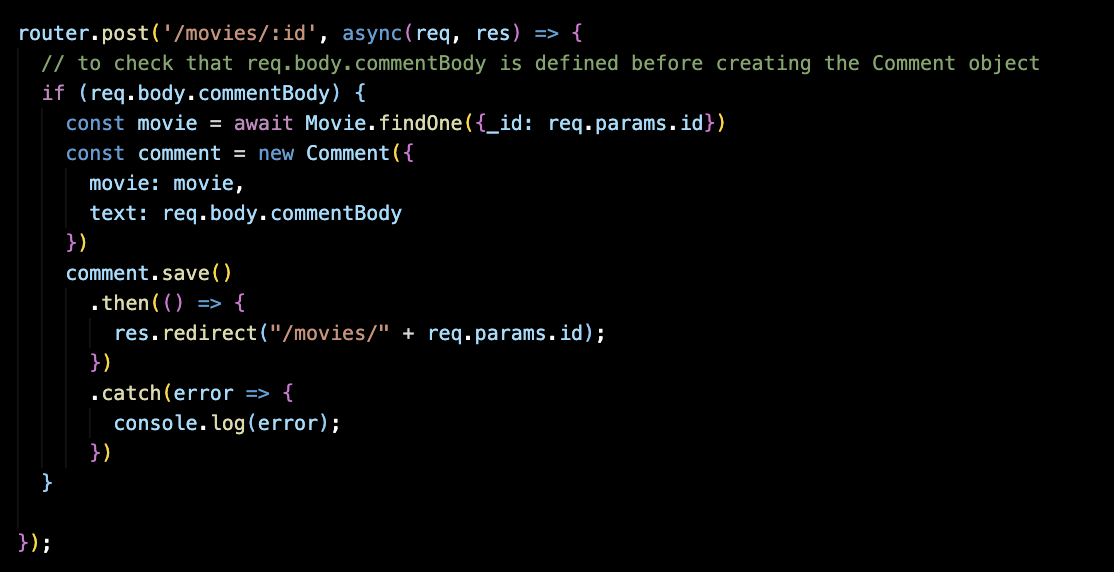 router.post('/movies/:id', async(req, res) => {
// to check that req.body.commentBody is defined before creating the Comment object
if (req.body.commentBody) {
const movie = await Movie.findOne({_id: req.params.id})
const comment = new Comment({
movie: movie,
text: req.body.commentBody
})
comment.save()
.then(() => {
res.redirect("/movies/" + req.params.id);
})
.catch(error => {
console.log(error);
})
}
});